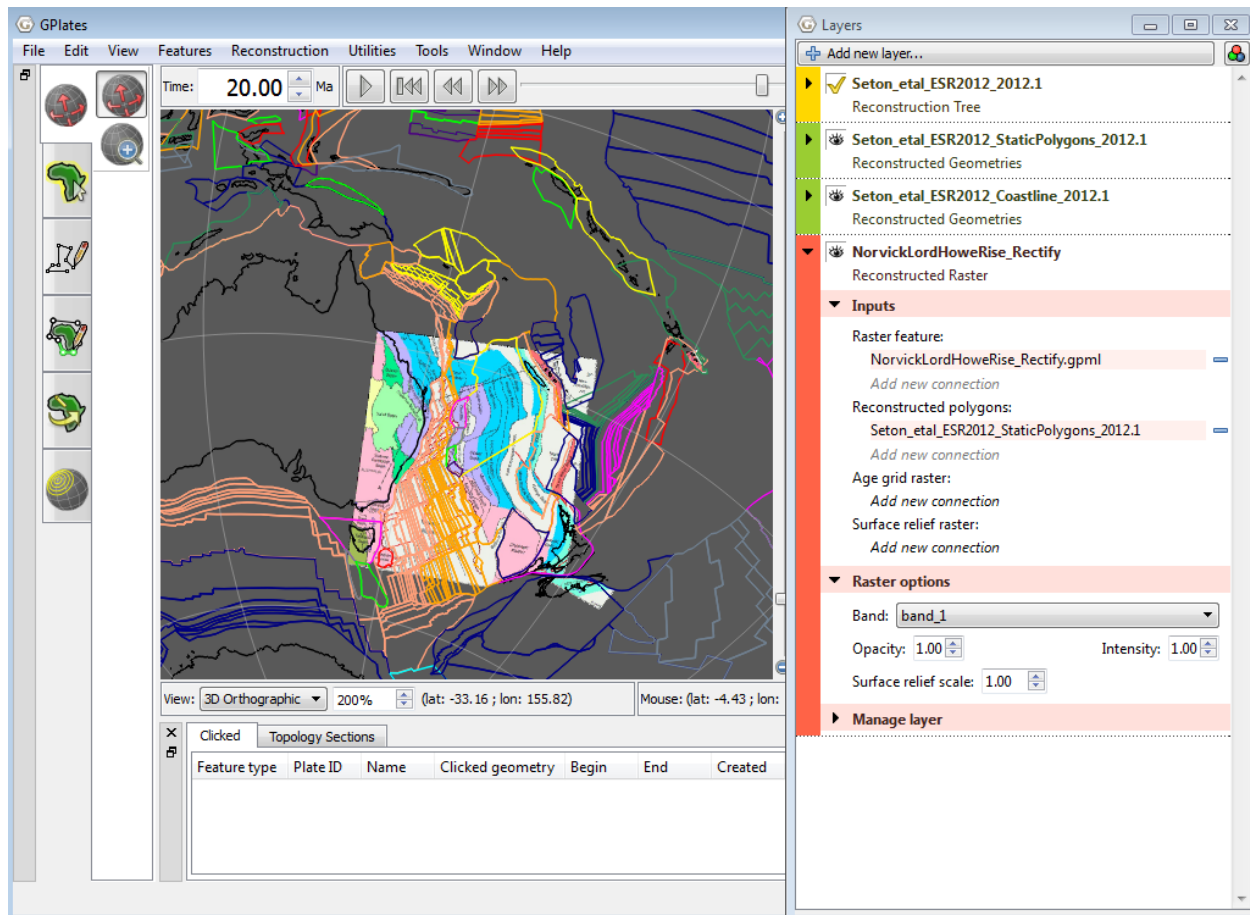 GPlates
File Edit View Features Reconstruction Utilities Tools Window Help
Time: 20.00 Ma
View: 3D Orthographic 200% (lat: -33.16 ; lon: 155.82) Mouse: (lat: -4.43 ; lon:
Clicked Topology Sections
Feature type Plate ID Name Clicked geometry Begin End Created
Layers
Add new layer...
Seton_etal_ESR2012_2012.1
Reconstruction Tree
Seton_etal_ESR2012_StaticPolygons_2012.1
Reconstructed Geometries
Seton_etal_ESR2012_Coastline_2012.1
Reconstructed Geometries
NorvickLordHoweRise_Rectify
Reconstructed Raster
Inputs
Raster feature:
NorvickLordHoweRise_Rectify.gpml
Add new connection
Reconstructed polygons:
Seton_etal_ESR2012_StaticPolygons_2012.1
Add new connection
Age grid raster:
Add new connection
Surface relief raster:
Add new connection
Raster options
Band: band_1
Opacity: 1.00 Intensity: 1.00
Surface relief scale: 1.00
Manage layer